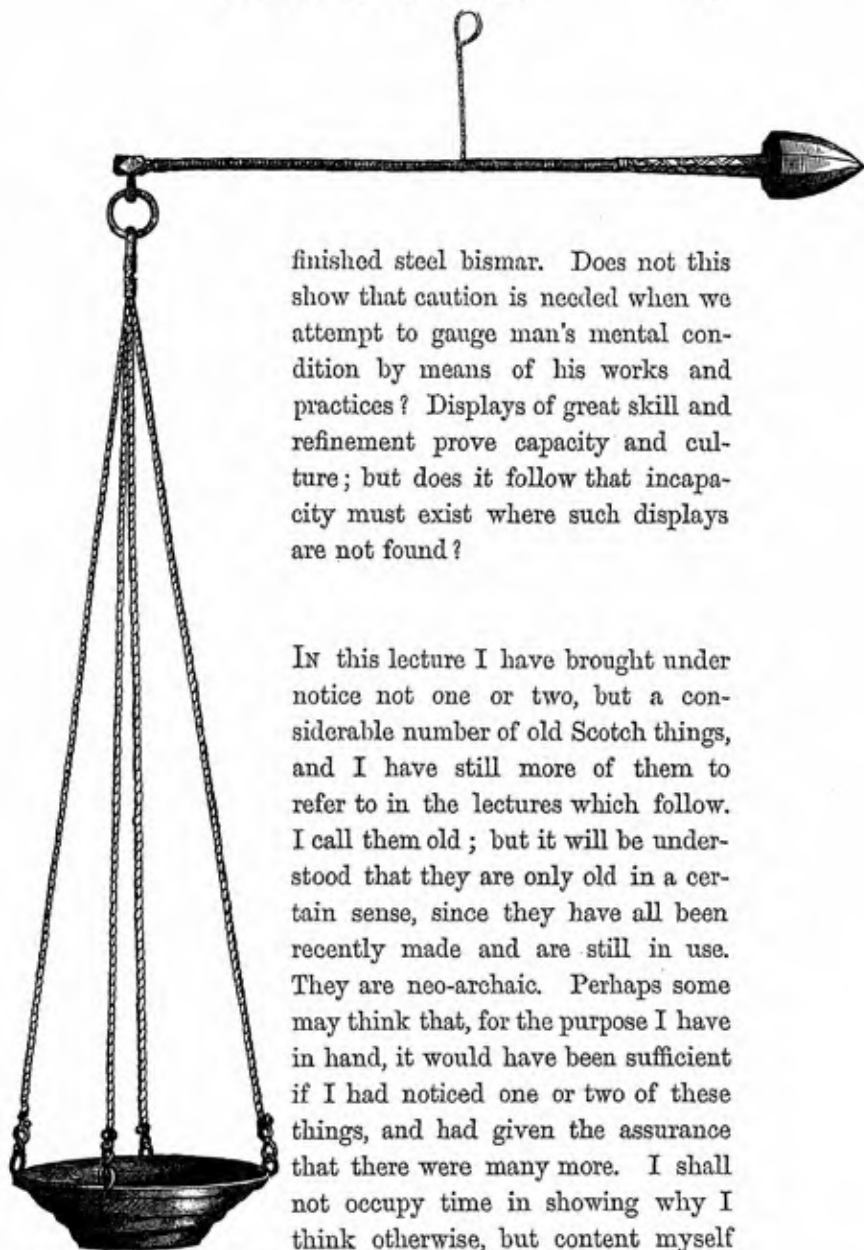 finished steel bismar. Does not this
show that caution is needed when we
attempt to gauge man's mental con-
dition by means of his works and
practices? Displays of great skill and
refinement prove capacity and cul-
ture; but does it follow that incapa-
city must exist where such displays
are not found?
In this lecture I have brought under
notice not one or two, but a con-
siderable number of old Scotch things,
and I have still more of them to
refer to in the lectures which follow.
I call them old; but it will be under-
stood that they are only old in a cer-
tain sense, since they have all been
recently made and are still in use.
They are neo-archaic. Perhaps some
may think that, for the purpose I have
in hand, it would have been sufficient
if I had noticed one or two of these
things, and had given the assurance
that there were many more. I shall
not occupy time in showing why I
think otherwise, but content myself